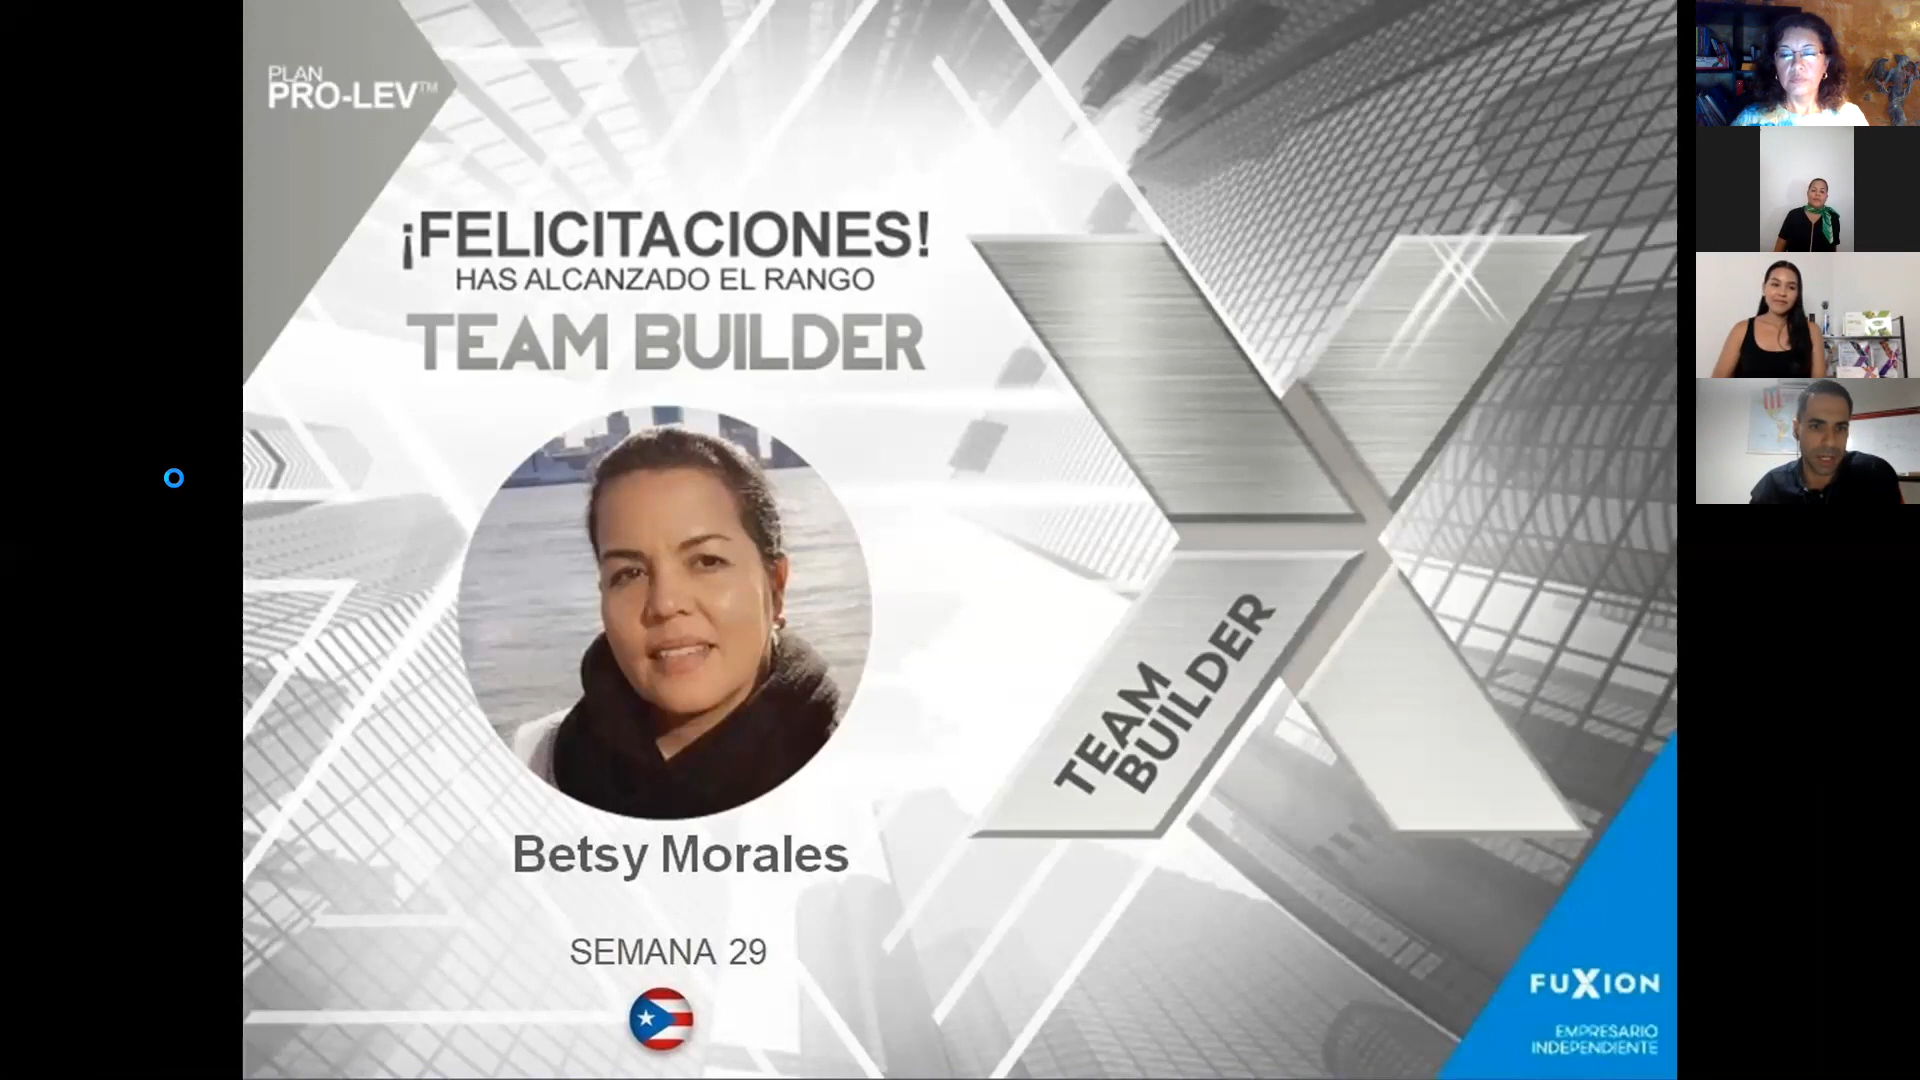 PLAN
PRO-LEV™
¡FELICITACIONES!
HAS ALCANZADO EL RANGO
TEAM BUILDER
TEAM
BUILDER
Betsy Morales
SEMANA 29
FUXION
EMPRESARIO
INDEPENDIENTE